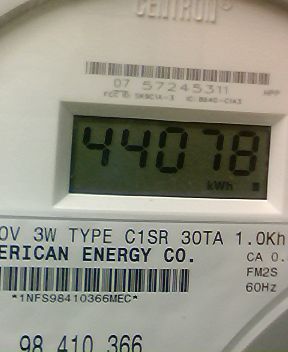 CENTRON®
07 57245311
FCC ID SK9C1A-3 IC:864G-C1A3
APP
44078
kWh
0V 3W TYPE C1SR 30TA 1.0Kh
ERICAN ENERGY CO.
CA 0.
FM2S
*1NFS98410366MEC*
60Hz
98 410 366